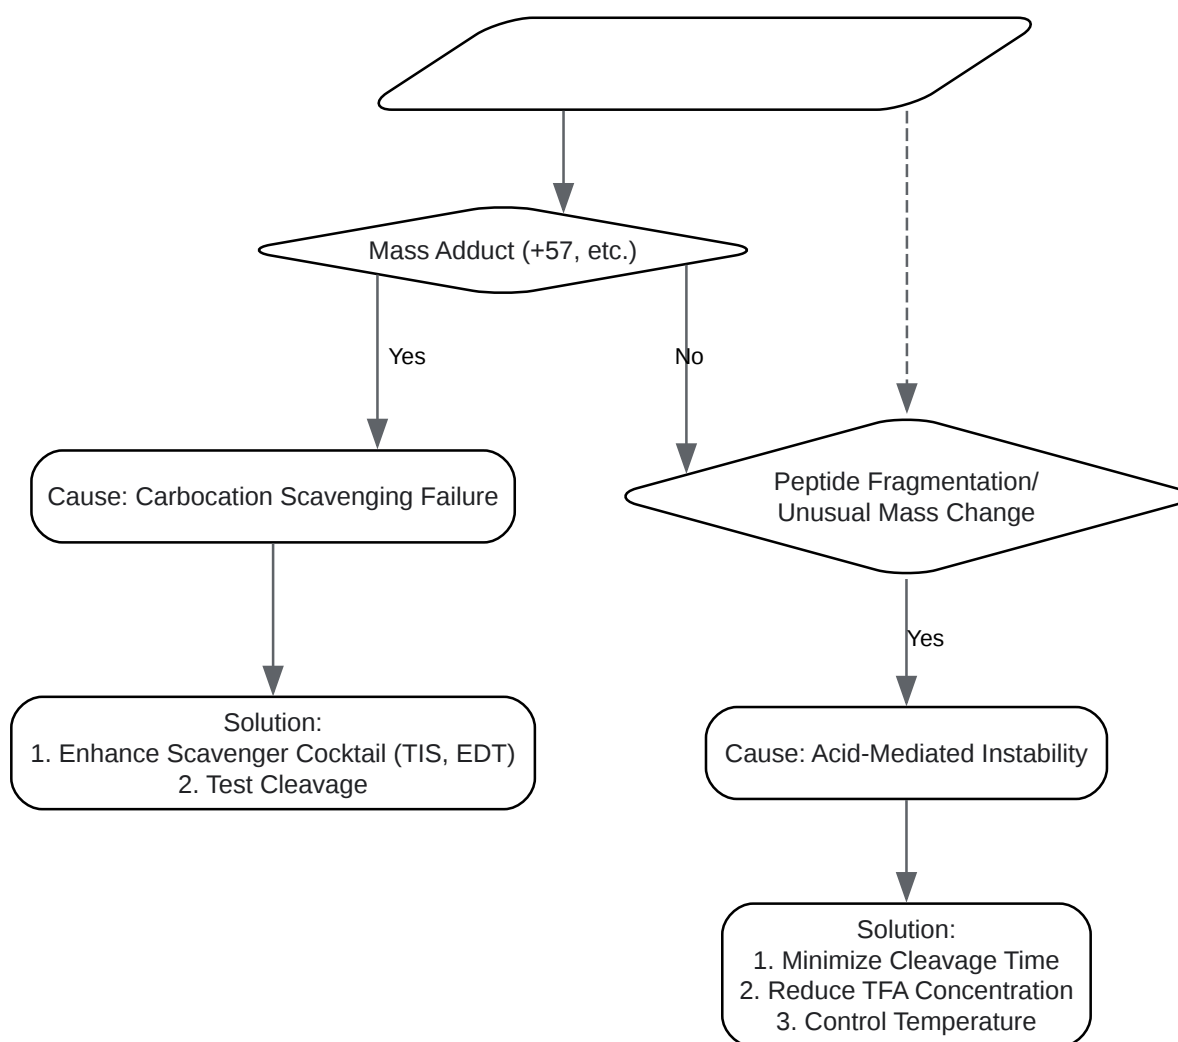 Mass Adduct (+57, etc.)
Yes
No
Cause: Carbocation Scavenging Failure
Peptide Fragmentation/
Unusual Mass Change
Yes
Solution:
1. Enhance Scavenger Cocktail (TIS, EDT)
2. Test Cleavage
Cause: Acid-Mediated Instability
Solution:
1. Minimize Cleavage Time
2. Reduce TFA Concentration
3. Control Temperature